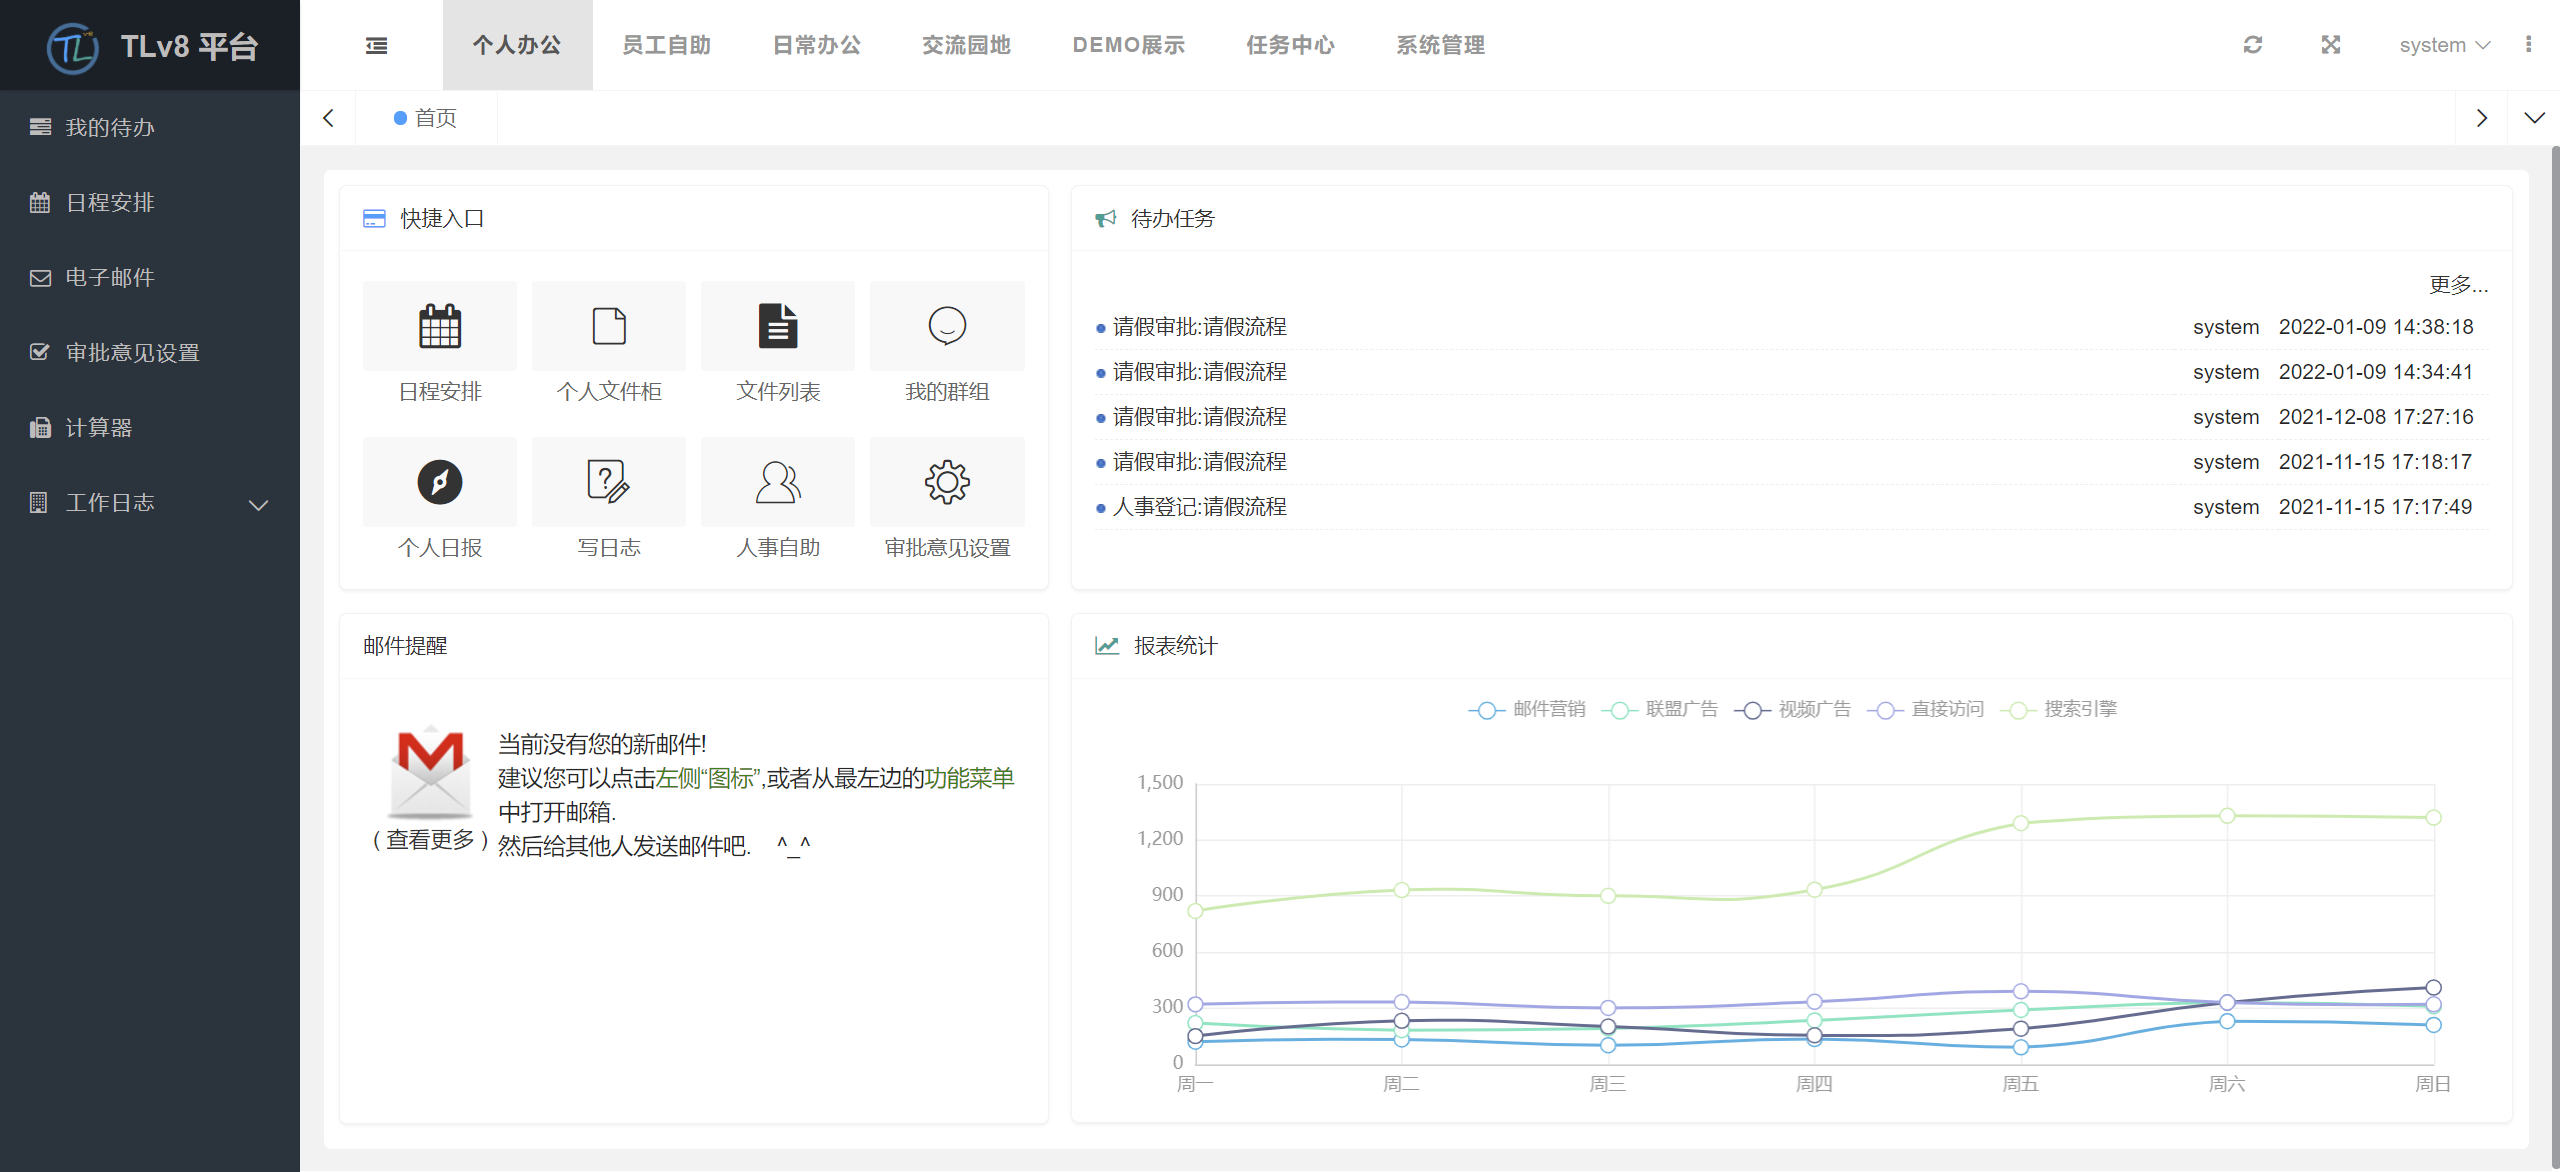 TLv8 平台
个人办公 员工自助 日常办公 交流园地 DEMO展示 任务中心 系统管理 system
首页
我的待办
日程安排
电子邮件
审批意见设置
计算器
工作日志
快捷入口
日程安排 个人文件柜 文件列表 我的群组
个人日报 写日志 人事自助 审批意见设置
待办任务
更多...
请假审批:请假流程 system 2022-01-09 14:38:18
请假审批:请假流程 system 2022-01-09 14:34:41
请假审批:请假流程 system 2021-12-08 17:27:16
请假审批:请假流程 system 2021-11-15 17:18:17
人事登记:请假流程 system 2021-11-15 17:17:49
邮件提醒
当前没有您的新邮件!
建议您可以点击左侧“图标”,或者从最左边的功能菜单
中打开邮箱.
然后给其他人发送邮件吧. ^_^
( 查看更多 )
报表统计
邮件营销 联盟广告 视频广告 直接访问 搜索引擎
1,500
1,200
900
600
300
0
周一 周二 周三 周四 周五 周六 周日